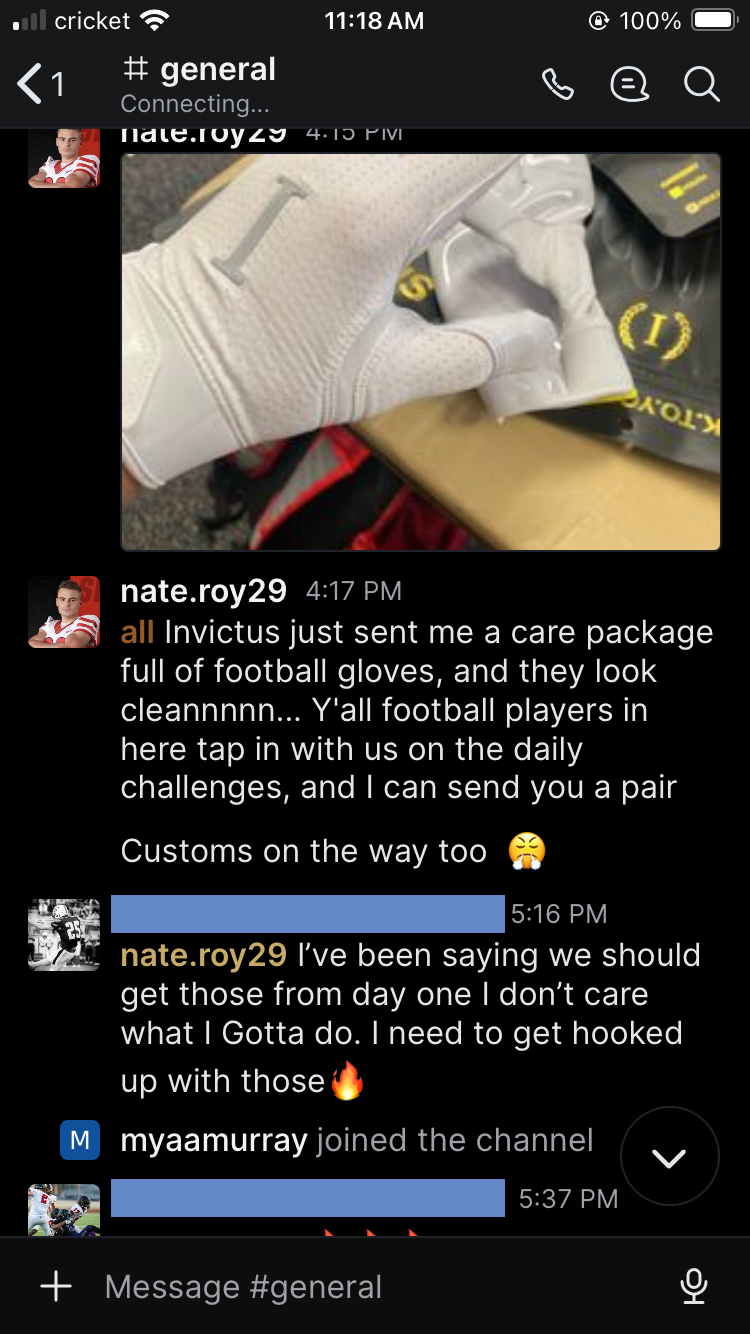 cricket 11:18 AM 100%
1 # general
Connecting...
nate.roy29 4:15 PM
I
S
I
K.TO.YO
nate.roy29 4:17 PM
all Invictus just sent me a care package
full of football gloves, and they look
cleannnnn... Y'all football players in
here tap in with us on the daily
challenges, and I can send you a pair
Customs on the way too 😤
5:16 PM
nate.roy29 I've been saying we should
get those from day one I don't care
what I Gotta do. I need to get hooked
up with those🔥
M myaamurray joined the channel
5:37 PM
Message #general